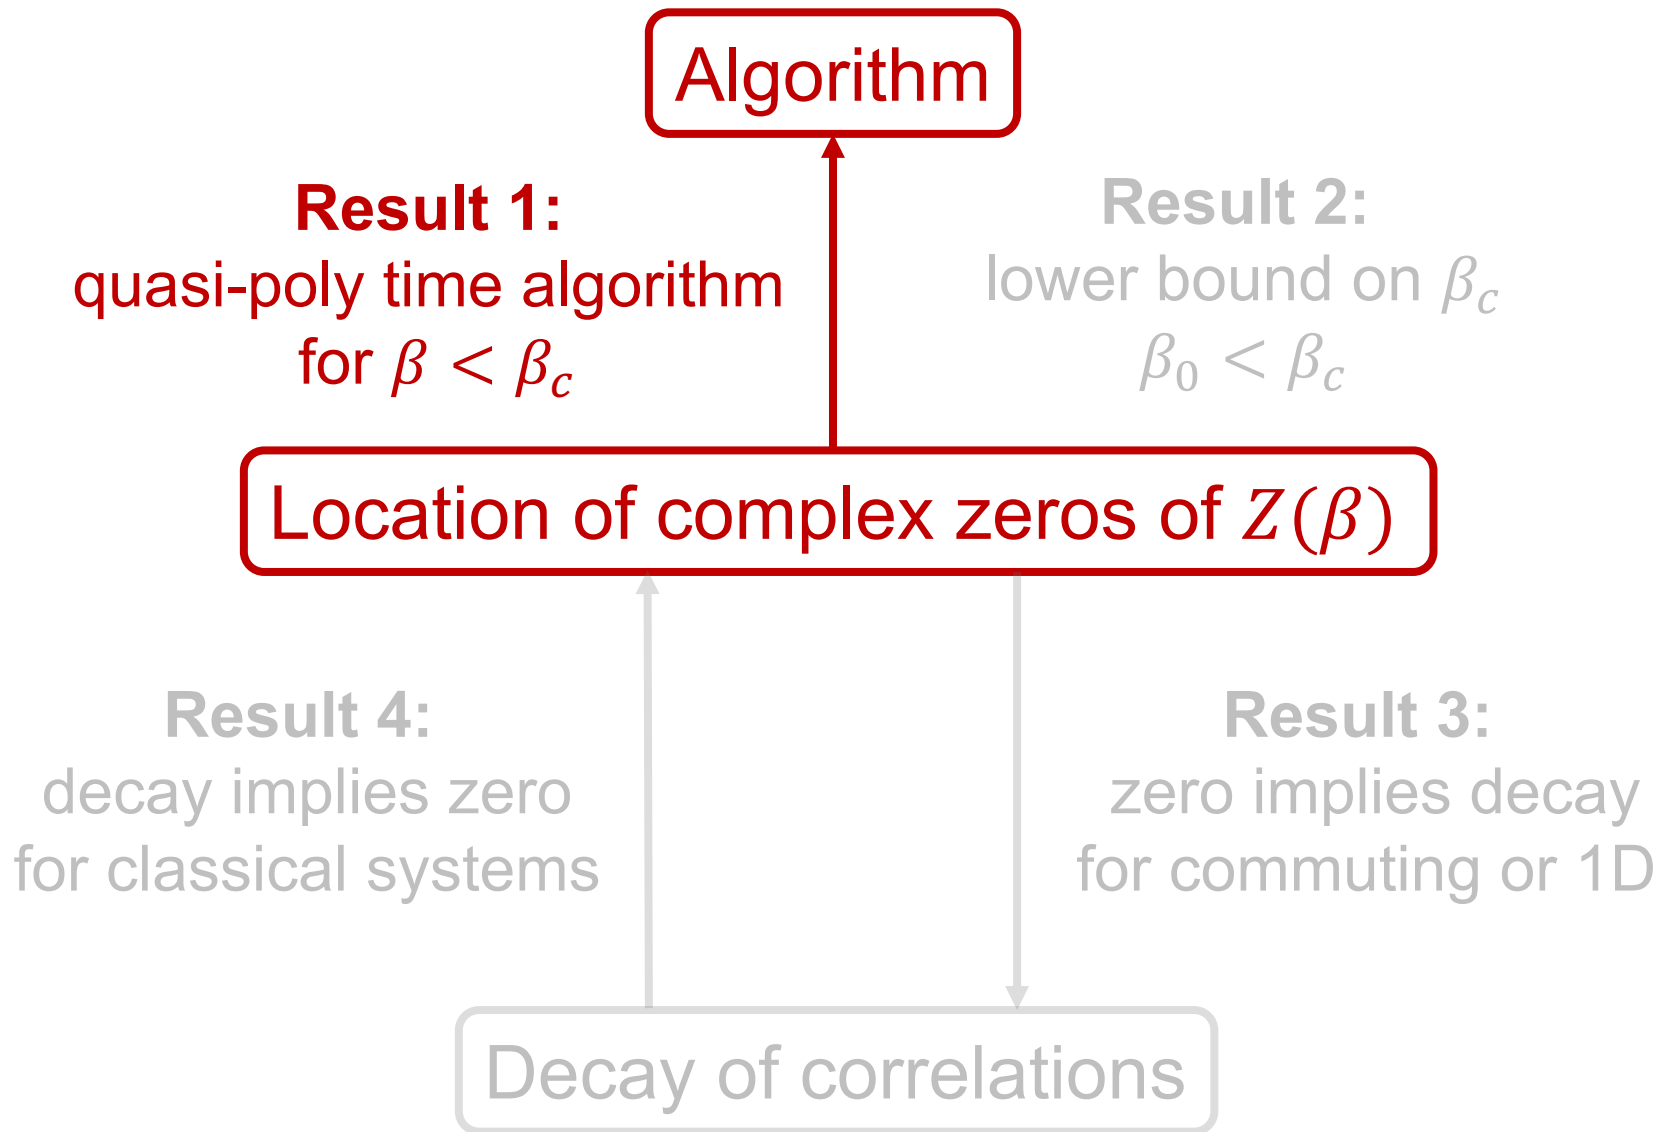 Algorithm
Result 1:
quasi-poly time algorithm
for β < β_c
Result 2:
lower bound on β_c
β_0 < β_c
Location of complex zeros of Z(β)
Result 4:
decay implies zero
for classical systems
Result 3:
zero implies decay
for commuting or 1D
Decay of correlations